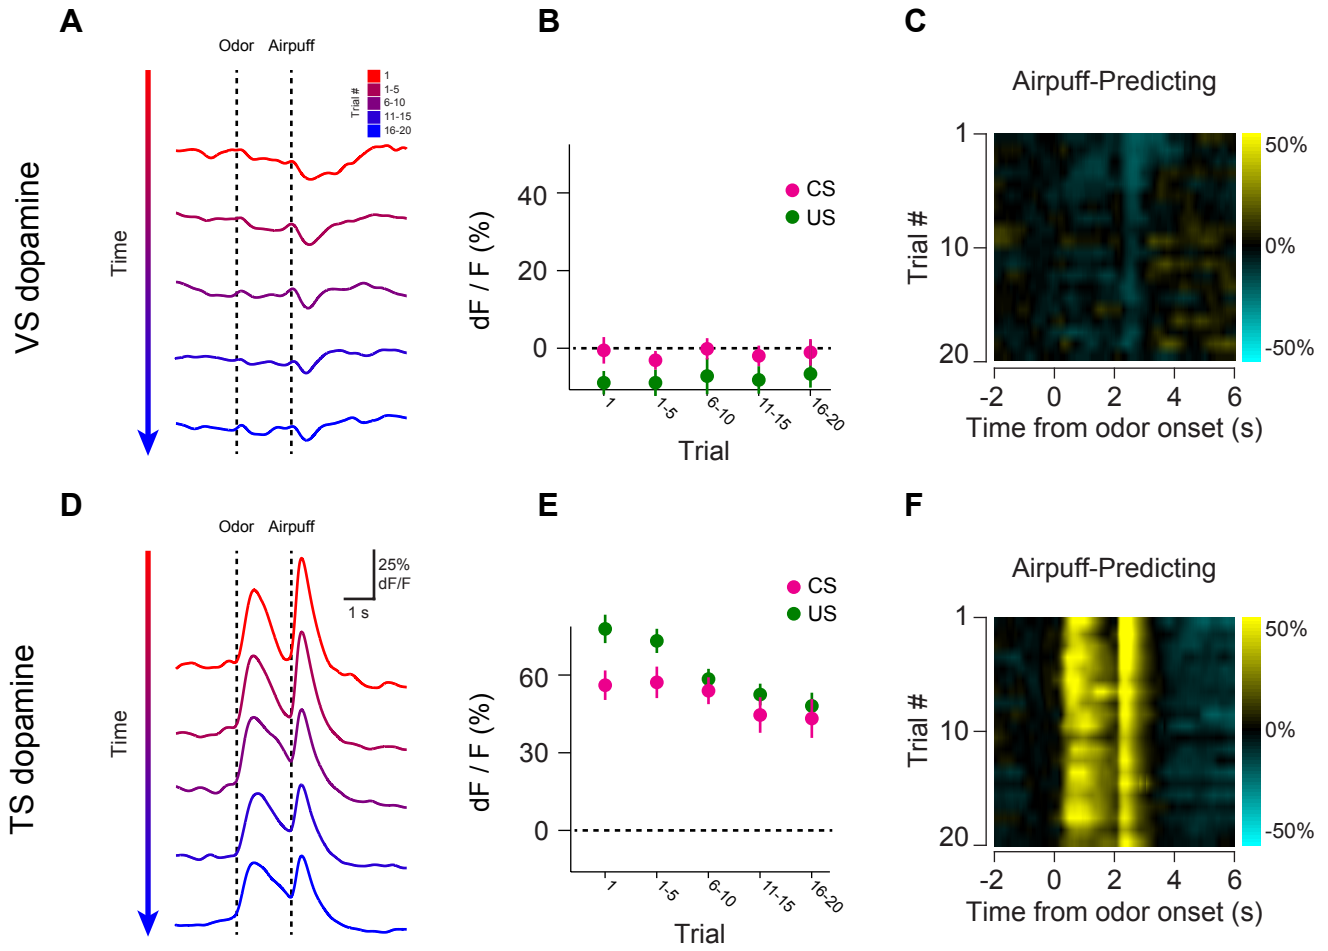 A
Odor
Airpuff
Trial #
1
1-5
6-10
11-15
16-20
Time
VS dopamine
B
CS
US
dF / F (%)
40
20
0
1
1-5
6-10
11-15
16-20
Trial
C
Airpuff-Predicting
Trial #
1
10
20
50%
0%
-50%
-2
0
2
4
6
Time from odor onset (s)
D
Odor
Airpuff
25%
dF/F
1 s
Time
TS dopamine
E
CS
US
dF / F (%)
60
30
0
1
1-5
6-10
11-15
16-20
Trial
F
Airpuff-Predicting
Trial #
1
10
20
50%
0%
-50%
-2
0
2
4
6
Time from odor onset (s)